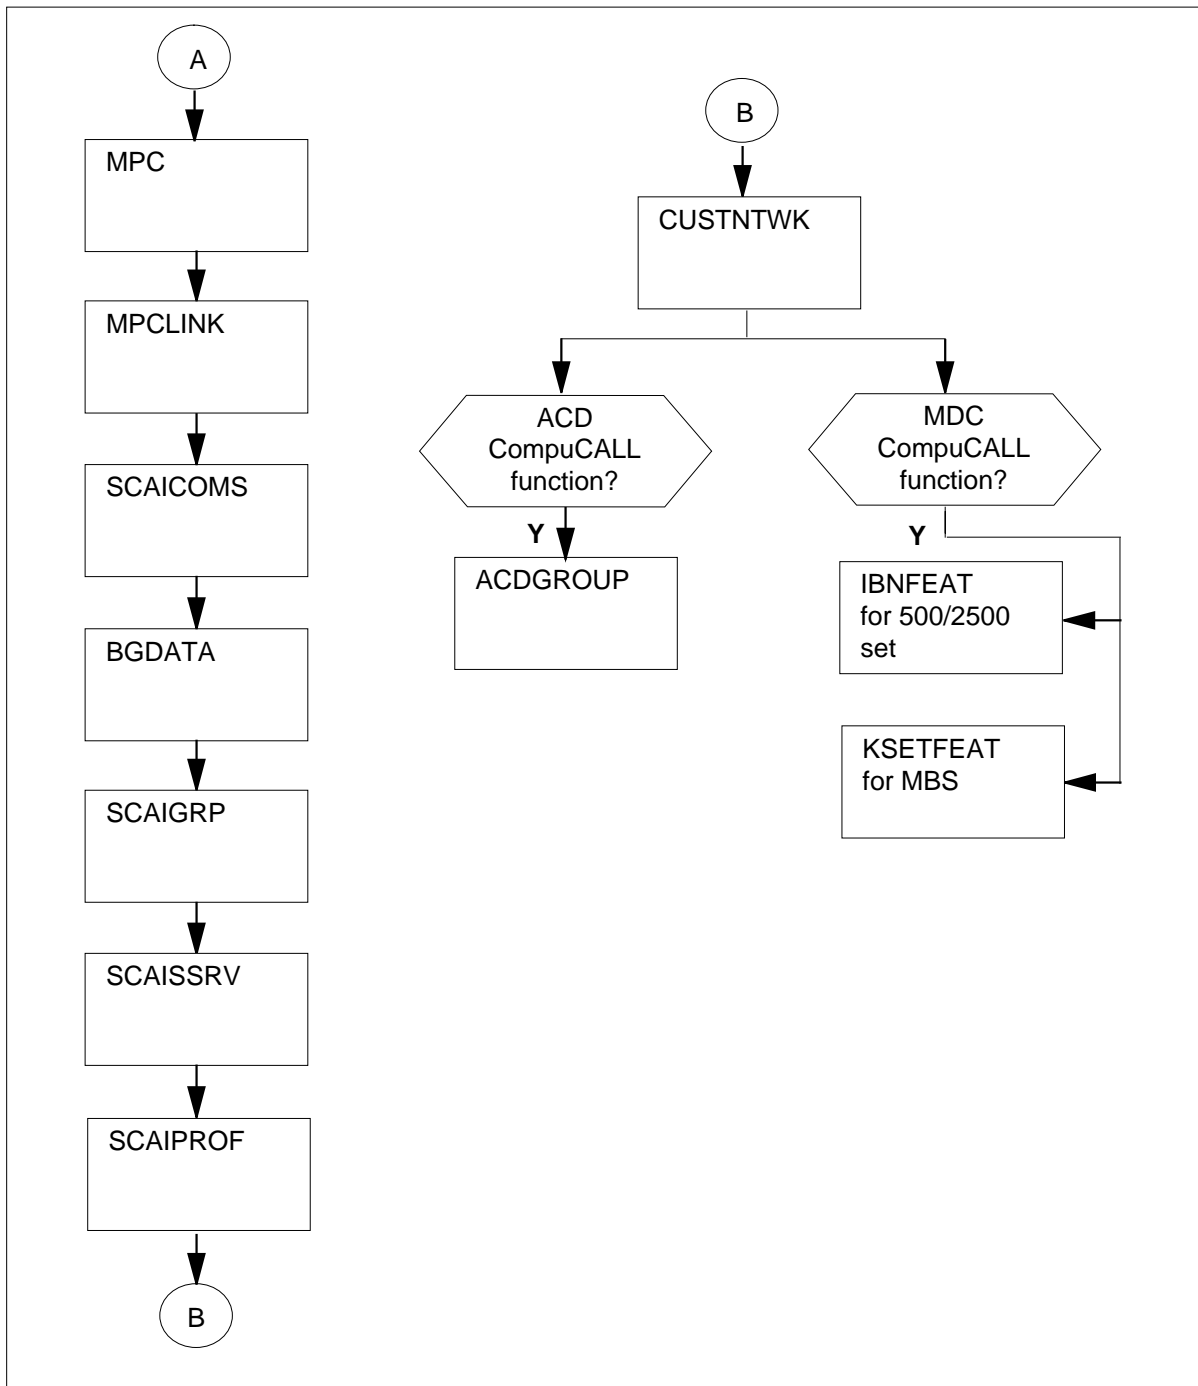 A
MPC
MPCLINK
SCAICOMS
BGDATA
SCAIGRP
SCAISSRV
SCAIPROF
B
B
CUSTNTWK
ACD
CompuCALL
function?
Y
ACDGROUP
MDC
CompuCALL
function?
Y
IBNFEAT
for 500/2500
set
KSETFEAT
for MBS